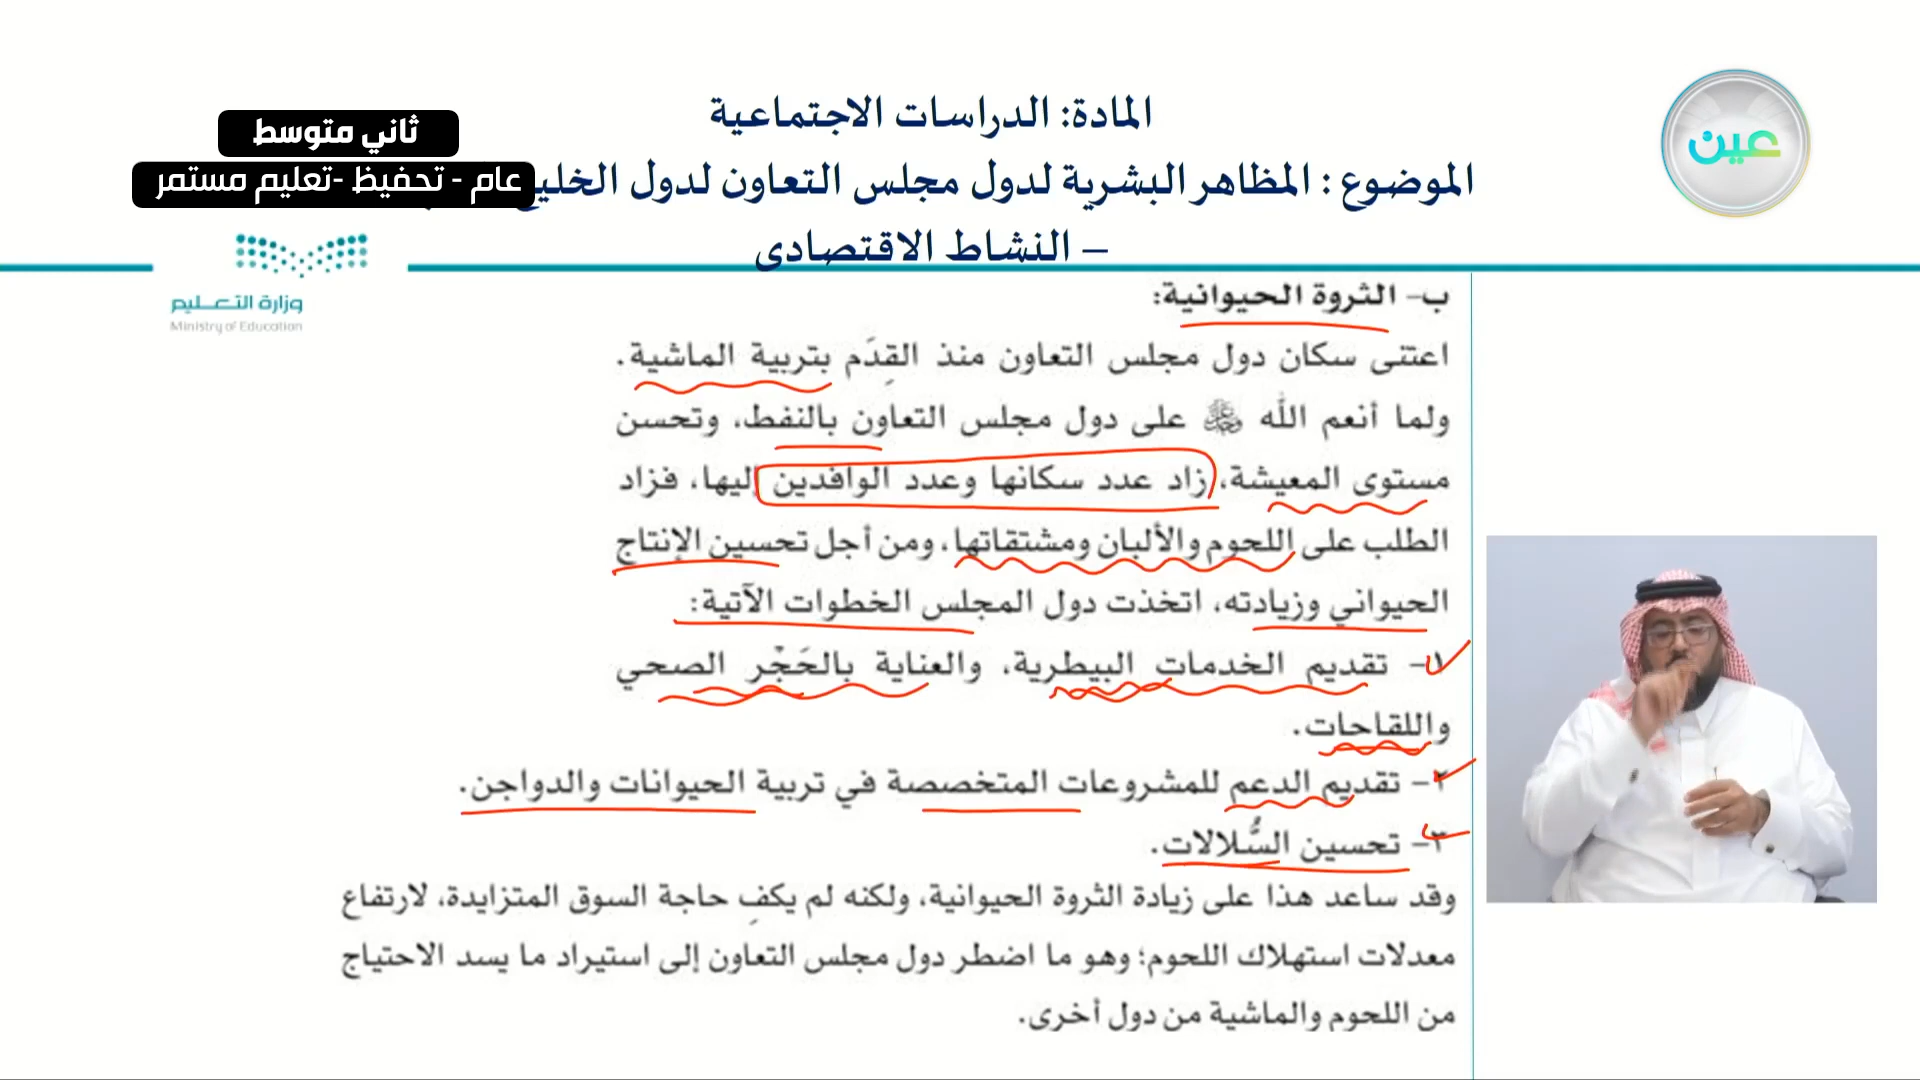 المادة: الدراسات الاجتماعية
عين
ثاني متوسط
الموضوع : المظاهر البشرية لدول مجلس التعاون لدول الخليج
عام - تحفيظ -تعليم مستمر
– النشاط الاقتصادي
وزارة التعليم
Ministry of Education
ب- الثروة الحيوانية:
اعتنى سكان دول مجلس التعاون منذ القِدَم بتربية الماشية.
ولما أنعم الله ﷻ على دول مجلس التعاون بالنفط، وتحسن
مستوى المعيشة، زاد عدد سكانها وعدد الوافدين إليها، فزاد
الطلب على اللحوم والألبان ومشتقاتها، ومن أجل تحسين الإنتاج
الحيواني وزيادته، اتخذت دول المجلس الخطوات الآتية:
١- تقديم الخدمات البيطرية، والعناية بالحَجْر الصحي
واللقاحات.
٢- تقديم الدعم للمشروعات المتخصصة في تربية الحيوانات والدواجن.
٣- تحسين السُّلالات.
وقد ساعد هذا على زيادة الثروة الحيوانية، ولكنه لم يكفِ حاجة السوق المتزايدة، لارتفاع
معدلات استهلاك اللحوم؛ وهو ما اضطر دول مجلس التعاون إلى استيراد ما يسد الاحتياج
من اللحوم والماشية من دول أخرى.